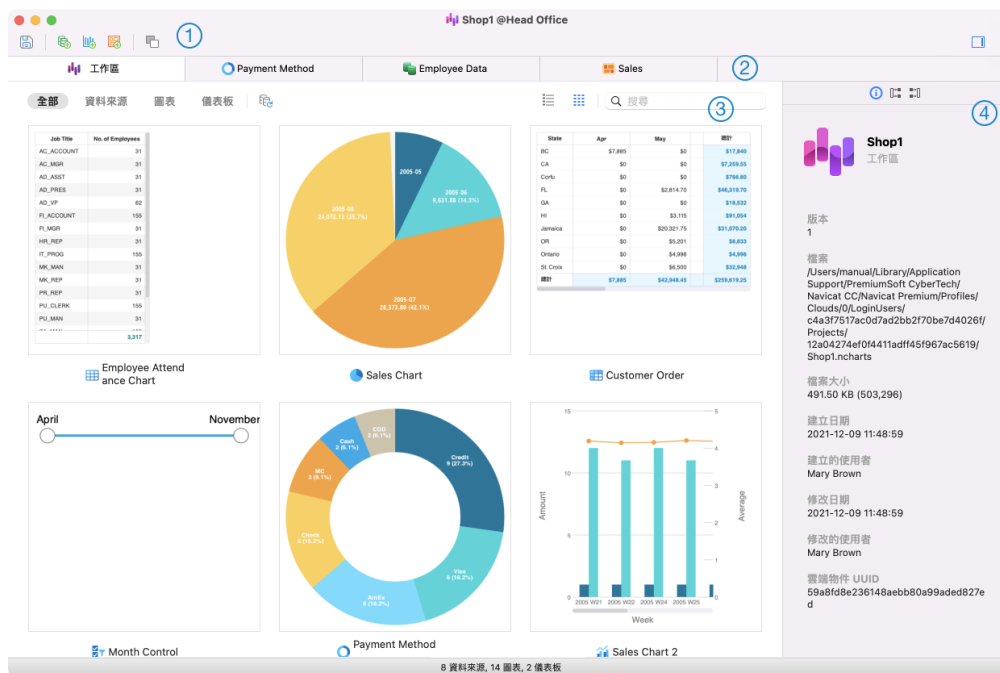 Shop1 @Head Office
1
工作區
Payment Method
Employee Data
Sales
2
全部
資料來源
圖表
儀表板
搜尋
3
4
Job Title No. of Employees
AC_ACCOUNT 31
AC_MGR 31
AD_ASST 31
AD_PRES 31
AD_VP 62
FI_ACCOUNT 155
FI_MGR 31
HR_REP 31
IT_PROG 155
MK_MAN 31
MK_REP 31
PR_REP 31
PU_CLERK 155
PU_MAN 31
3,317
Employee Attend
ance Chart
2005-05
2005-06
9,631.88 (14.3%)
2005-08
24,072.13 (35.7%)
2005-07
28,373.89 (42.1%)
Sales Chart
State Apr May 總計
BC $7,885 $0 $17,840
CA $0 $0 $7,259.05
Corfu $0 $0 $766.80
FL $0 $2,814.70 $46,319.70
GA $0 $0 $18,532
HI $0 $3,115 $91,054
Jamaica $0 $20,321.75 $31,075.20
OR $0 $5,201 $8,833
Ontario $0 $4,996 $4,996
St. Croix $0 $6,500 $32,948
總計 $7,885 $42,948.45 $259,619.25
Customer Order
April November
Month Control
COD
2 (6.1%)
Cash
2 (6.1%)
Credit
9 (27.3%)
MC
3 (9.1%)
Check
5 (15.2%)
Visa
6 (18.2%)
AmEx
6 (18.2%)
Payment Method
15
10
5
0
Amount
5
4
3
2
1
0
Average
2005 W21 2005 W22 2005 W24 2005 W25
Week
Sales Chart 2
Shop1
工作區
版本
1
檔案
/Users/manual/Library/Application
Support/PremiumSoft CyberTech/
Navicat CC/Navicat Premium/Profiles/
Clouds/0/LoginUsers/
c4a3f7517ac0d7ad2bb2f70be7d4026f/
Projects/
12a04274ef0f4411adff45f967ac5619/
Shop1.ncharts
檔案大小
491.50 KB (503,296)
建立日期
2021-12-09 11:48:59
建立的使用者
Mary Brown
修改日期
2021-12-09 11:48:59
修改的使用者
Mary Brown
雲端物件 UUID
59a8fd8e236148aebb80a99aded827e
d
8 資料來源, 14 圖表, 2 儀表板